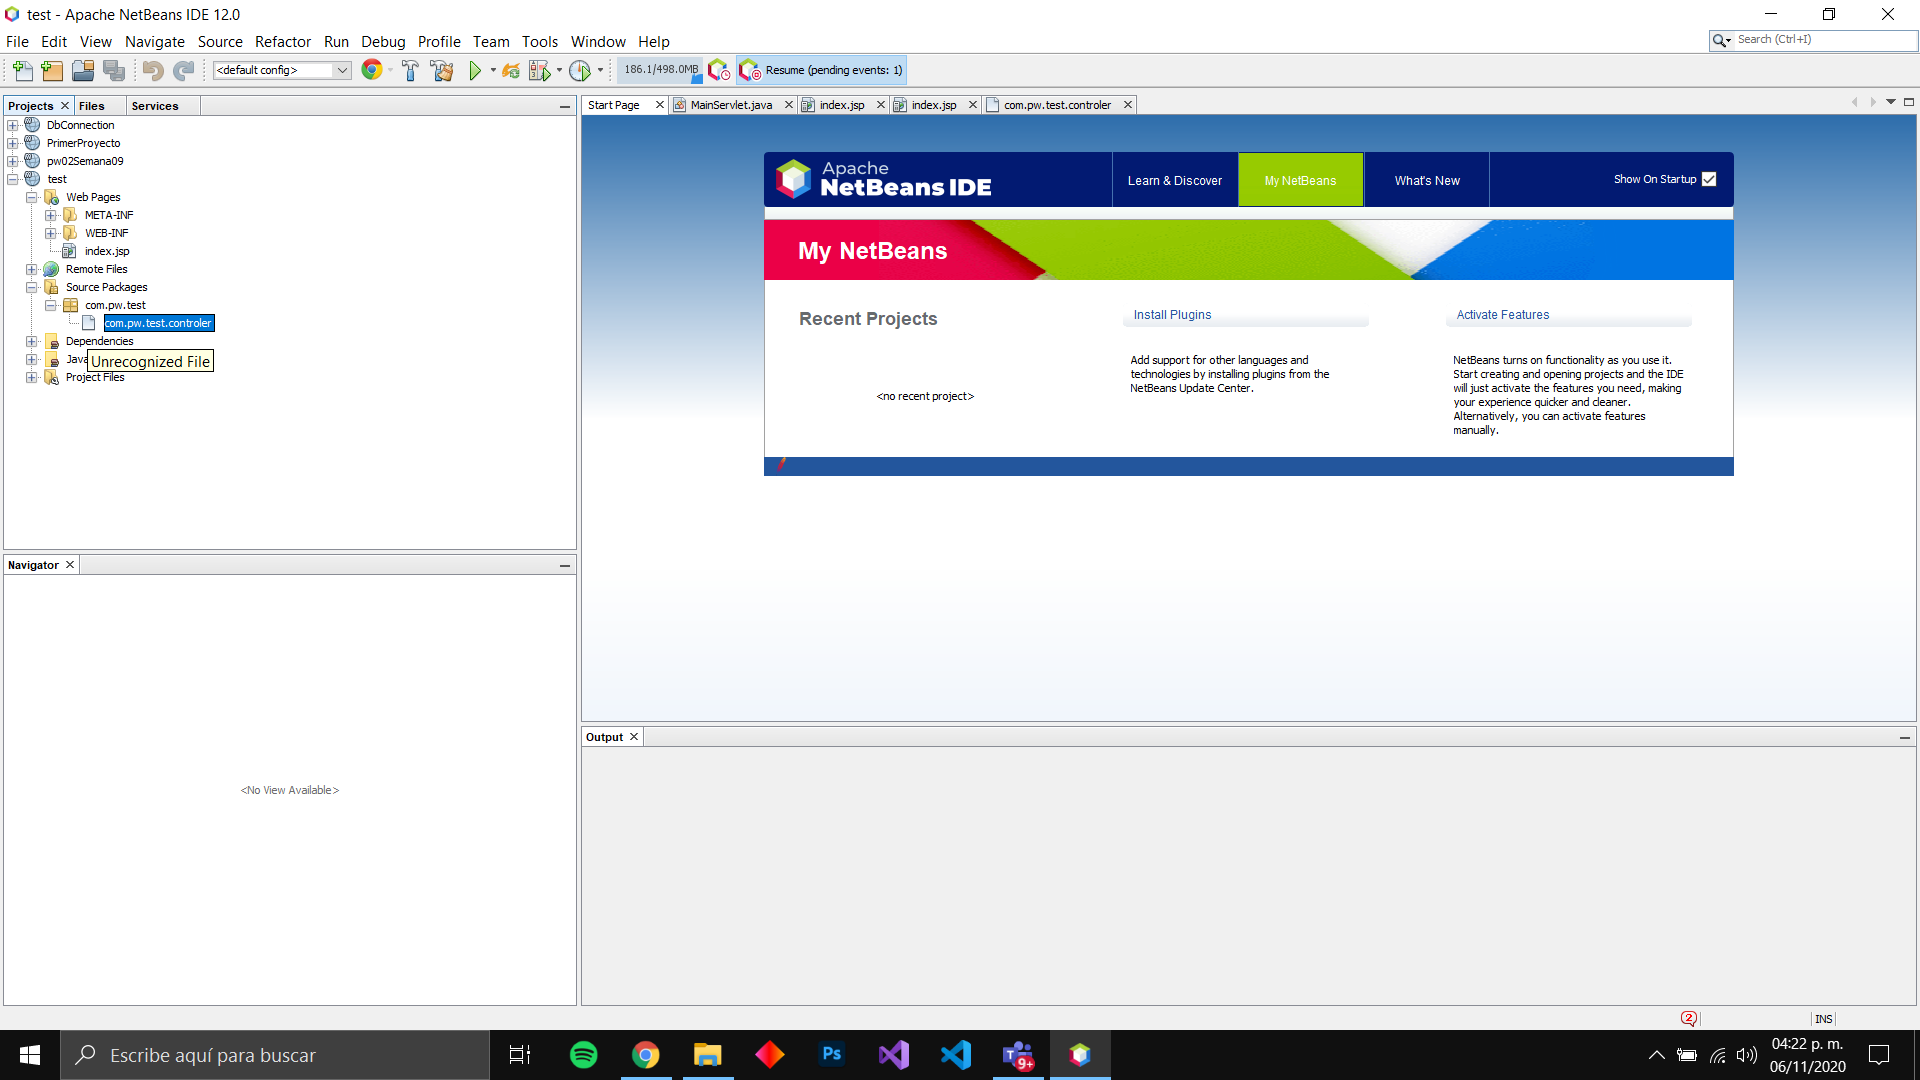 test - Apache NetBeans IDE 12.0
File Edit View Navigate Source Refactor Run Debug Profile Team Tools Window Help
Search (Ctrl+I)
<default config>
186.1/498.0MB
Resume (pending events: 1)
Projects Files Services
Start Page MainServlet.java index.jsp index.jsp com.pw.test.controler
DbConnection
PrimerProyecto
pw02Semana09
test
Web Pages
META-INF
WEB-INF
index.jsp
Remote Files
Source Packages
com.pw.test
com.pw.test.controler
Dependencies
Java
Unrecognized File
Project Files
Apache
NetBeans IDE
Learn & Discover
My NetBeans
What's New
Show On Startup
My NetBeans
Recent Projects
<no recent project>
Install Plugins
Add support for other languages and
technologies by installing plugins from the
NetBeans Update Center.
Activate Features
NetBeans turns on functionality as you use it.
Start creating and opening projects and the IDE
will just activate the features you need, making
your experience quicker and cleaner.
Alternatively, you can activate features
manually.
Navigator
<No View Available>
Output
2
INS
Escribe aquí para buscar
Ps
T
9+
04:22 p. m.
06/11/2020